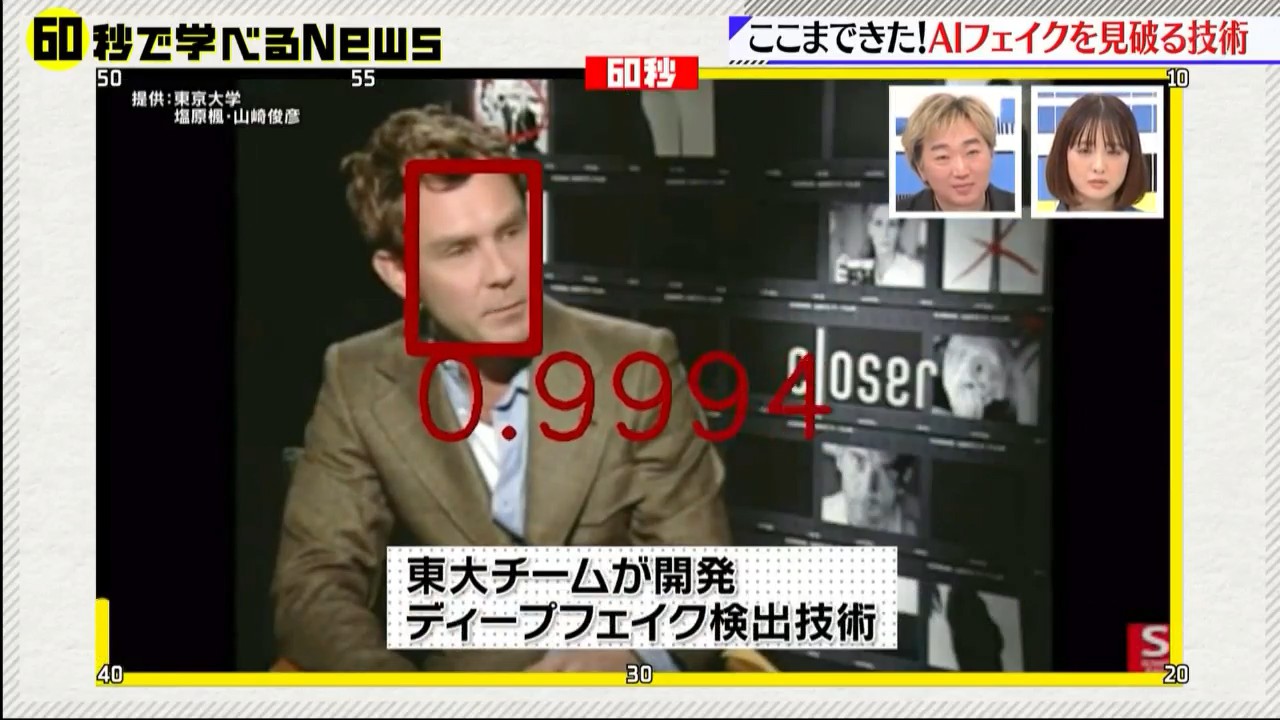 60秒で学べるNews
ここまできた!AIフェイクを見破る技術
50
55
60秒
10
提供:東京大学
塩原楓・山崎俊彦
0.9994
closer
東大チームが開発
ディープフェイク検出技術
S
40
30
20